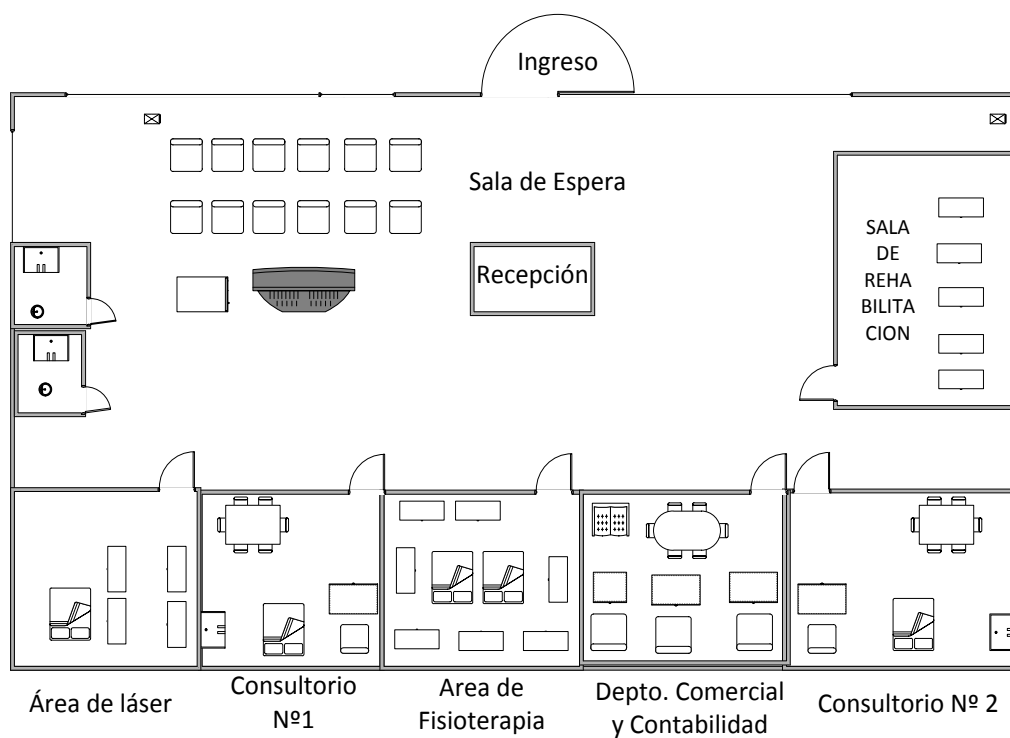 Ingreso
Sala de Espera
Recepción
SALA
DE
REHA
BILITA
CION
Área de láser
Consultorio
Nº1
Area de
Fisioterapia
Depto. Comercial
y Contabilidad
Consultorio Nº 2